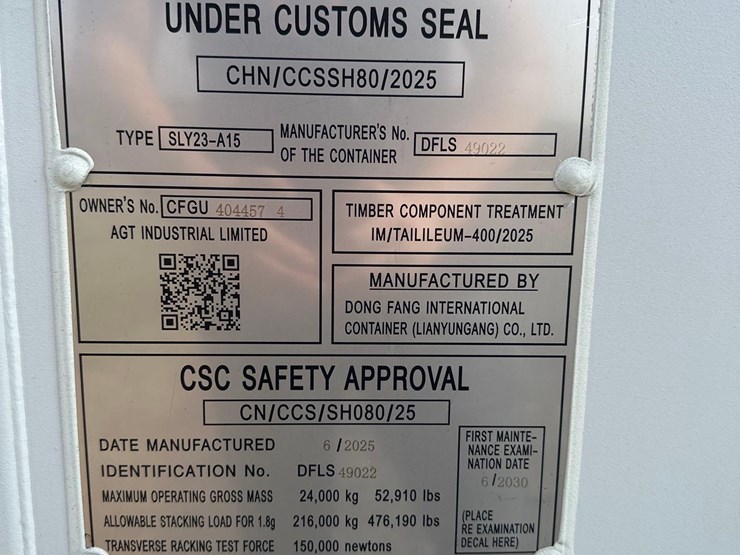 UNDER CUSTOMS SEAL
CHN/CCSSH80/2025
TYPE SLY23-A15
MANUFACTURER'S No. OF THE CONTAINER DFLS 49022
OWNER'S No. CFGU 404457 4
AGT INDUSTRIAL LIMITED
TIMBER COMPONENT TREATMENT
IM/TAILILEUM-400/2025
MANUFACTURED BY
DONG FANG INTERNATIONAL
CONTAINER (LIANYUNGANG) CO., LTD.
CSC SAFETY APPROVAL
CN/CCS/SH080/25
DATE MANUFACTURED 6 / 2025
IDENTIFICATION No. DFLS 49022
MAXIMUM OPERATING GROSS MASS 24,000 kg 52,910 lbs
ALLOWABLE STACKING LOAD FOR 1.8g 216,000 kg 476,190 lbs
TRANSVERSE RACKING TEST FORCE 150,000 newtons
FIRST MAINTE-
NANCE EXAMI-
NATION DATE
6 / 2030
(PLACE
RE EXAMINATION
DECAL HERE)